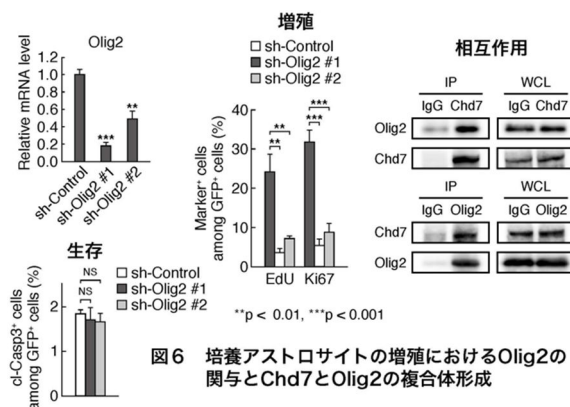 Olig2
Relative mRNA level
1.2
1.0
0.8
0.6
0.4
0.2
0
***
**
sh-Control
sh-Olig2 #1
sh-Olig2 #2
増殖
sh-Control
sh-Olig2 #1
sh-Olig2 #2
Marker⁺ cells
among GFP⁺ cells (%)
40
30
20
10
0
**
**
***
***
EdU
Ki67
相互作用
IP
WCL
IgG Chd7
IgG Chd7
Olig2
Chd7
IP
WCL
IgG Olig2
IgG Olig2
Chd7
Olig2
生存
sh-Control
sh-Olig2 #1
sh-Olig2 #2
cl-Casp3⁺ cells
among GFP⁺ cells (%)
2
1
0
NS
NS
**p < 0.01, ***p < 0.001
図6 培養アストロサイトの増殖におけるOlig2の
関与とChd7とOlig2の複合体形成